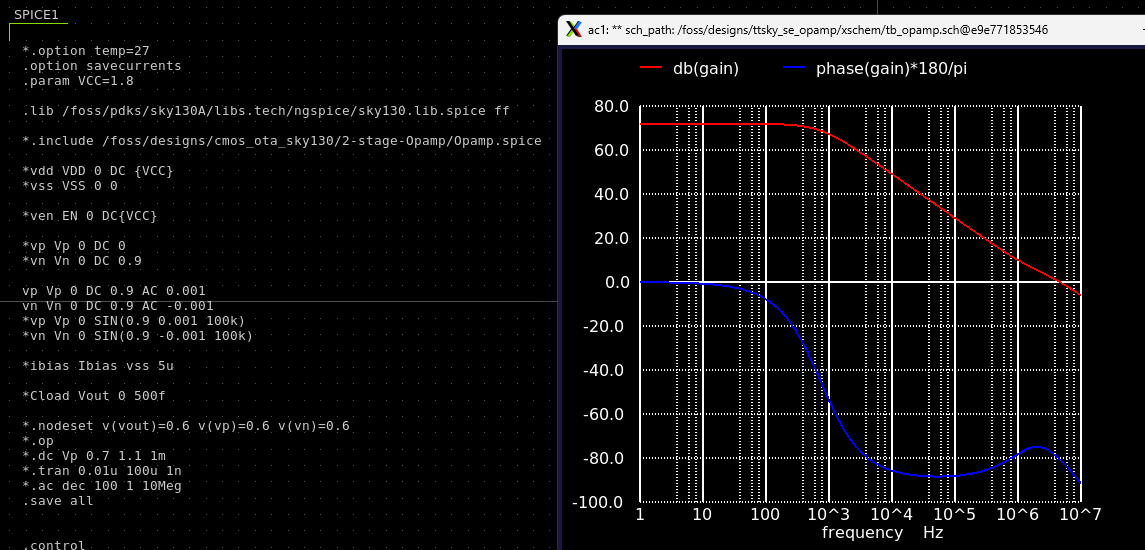 SPICE1
*.option temp=27
.option savecurrents
.param VCC=1.8
.lib /foss/pdks/sky130A/libs.tech/ngspice/sky130.lib.spice ff
*.include /foss/designs/cmos_ota_sky130/2-stage-Opamp/Opamp.spice
*vdd VDD 0 DC {VCC}
*vss VSS 0 0
*ven EN 0 DC{VCC}
*vp Vp 0 DC 0
*vn Vn 0 DC 0.9
vp Vp 0 DC 0.9 AC 0.001
vn Vn 0 DC 0.9 AC -0.001
*vp Vp 0 SIN(0.9 0.001 100k)
*vn Vn 0 SIN(0.9 -0.001 100k)
*ibias Ibias vss 5u
*Cload Vout 0 500f
*.nodeset v(vout)=0.6 v(vp)=0.6 v(vn)=0.6
*.op
*.dc Vp 0.7 1.1 1m
*.tran 0.01u 100u 1n
*.ac dec 100 1 10Meg
.save all
.control
ac1: ** sch_path: /foss/designs/ttsky_se_opamp/xschem/tb_opamp.sch@e9e771853546
db(gain) phase(gain)*180/pi
80.0
60.0
40.0
20.0
0.0
-20.0
-40.0
-60.0
-80.0
-100.0
1 10 100 10^3 10^4 10^5 10^6 10^7
frequency Hz